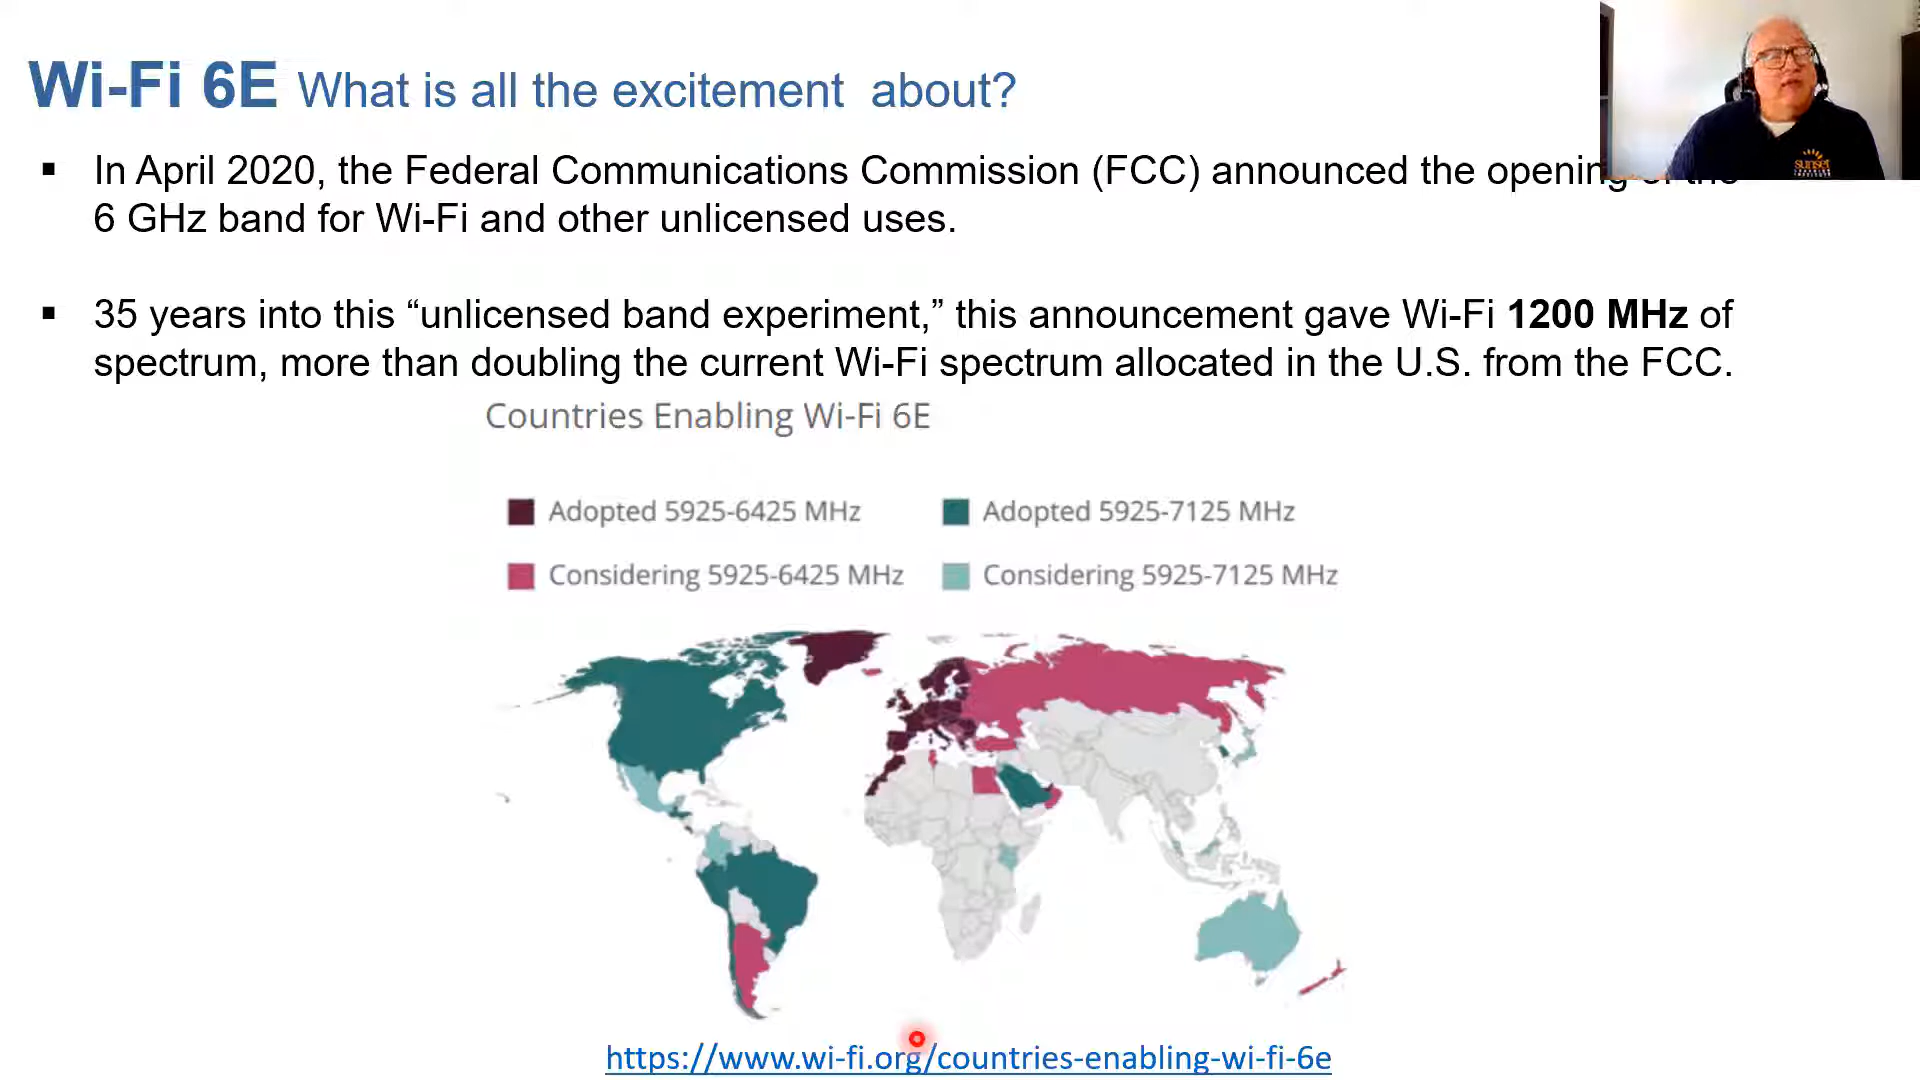 Wi-Fi 6E What is all the excitement about?
▪ In April 2020, the Federal Communications Commission (FCC) announced the opening of the
6 GHz band for Wi-Fi and other unlicensed uses.
▪ 35 years into this “unlicensed band experiment,” this announcement gave Wi-Fi 1200 MHz of
spectrum, more than doubling the current Wi-Fi spectrum allocated in the U.S. from the FCC.
Countries Enabling Wi-Fi 6E
Adopted 5925-6425 MHz
Adopted 5925-7125 MHz
Considering 5925-6425 MHz
Considering 5925-7125 MHz
https://www.wi-fi.org/countries-enabling-wi-fi-6e
sunset